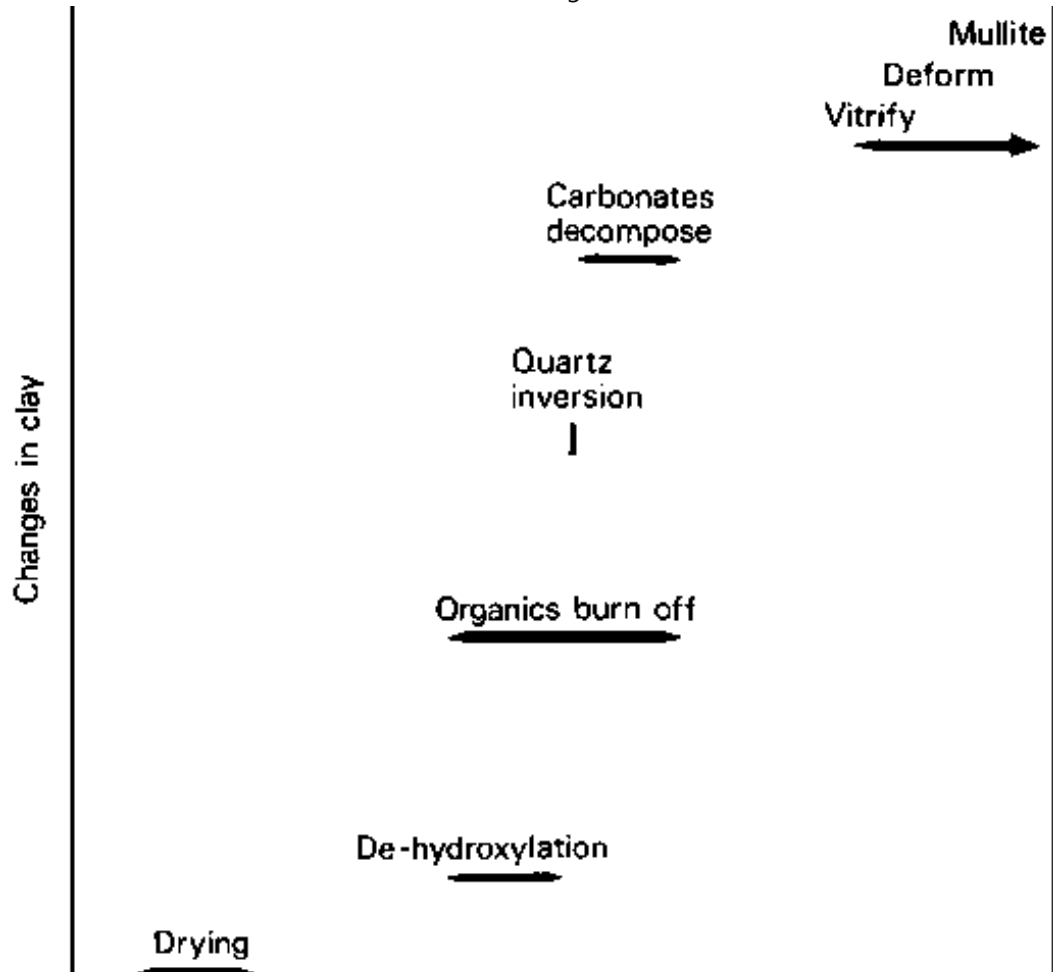 Mullite
Deform
Vitrify
Carbonates
decompose
Quartz
inversion
Changes in clay
Organics burn off
De-hydroxylation
Drying